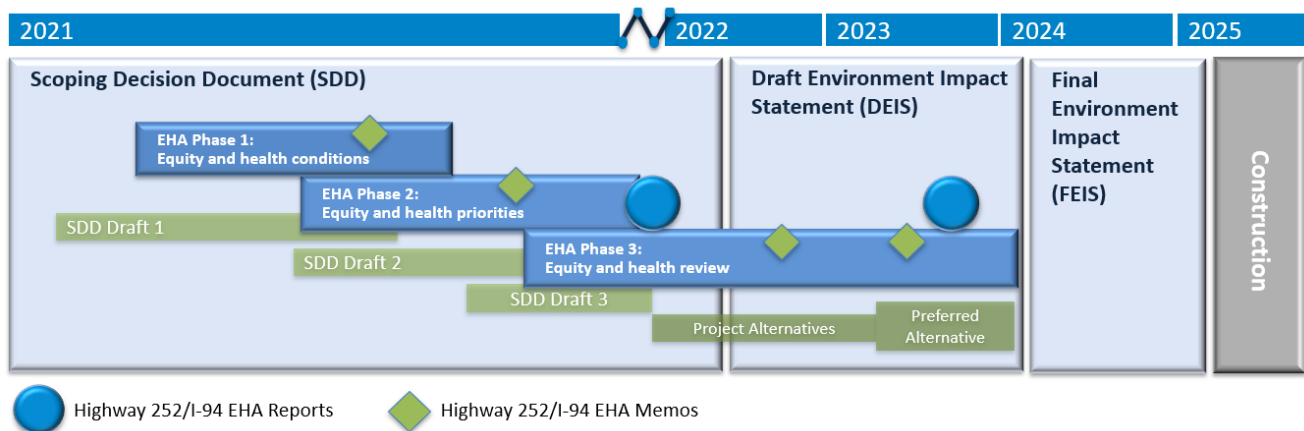 2021
2022
2023
2024
2025
Scoping Decision Document (SDD)
EHA Phase 1:
Equity and health conditions
EHA Phase 2:
Equity and health priorities
SDD Draft 1
SDD Draft 2
SDD Draft 3
Draft Environment Impact
Statement (DEIS)
EHA Phase 3:
Equity and health review
Project Alternatives
Preferred
Alternative
Final
Environment
Impact
Statement
(FEIS)
Construction
Highway 252/I-94 EHA Reports
Highway 252/I-94 EHA Memos